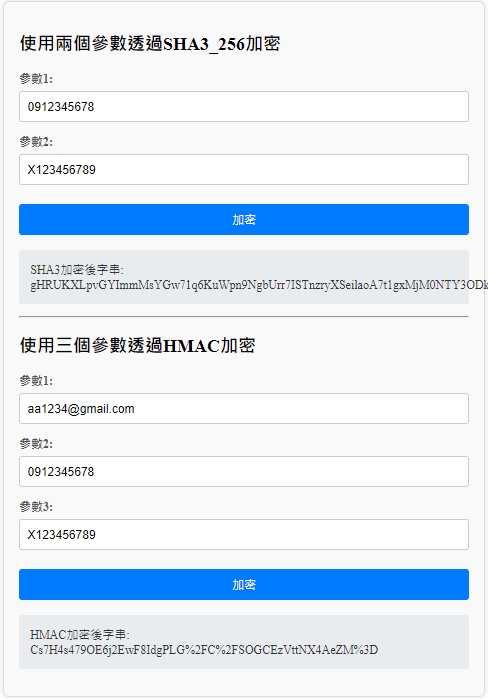 使用兩個參數透過SHA3_256加密
參數1:
0912345678
參數2:
X123456789
加密
SHA3加密後字串:
gHRUKXLpvGYImmMsYGw71q6KuWpn9NgbUrr7ISTnzryXSeilaoA7t1gxMjM0NTY3ODk
使用三個參數透過HMAC加密
參數1:
aa1234@gmail.com
參數2:
0912345678
參數3:
X123456789
加密
HMAC加密後字串:
Cs7H4s479OE6j2EwF8IdgPLG%2FC%2FSOGCEzVttNX4AeZM%3D